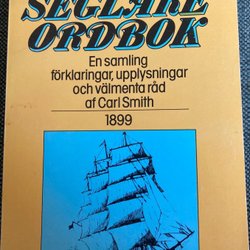 SEGLARE
ORDBOK
En samling
förklaringar, upplysningar
och välmenta råd
af Carl Smith
1899